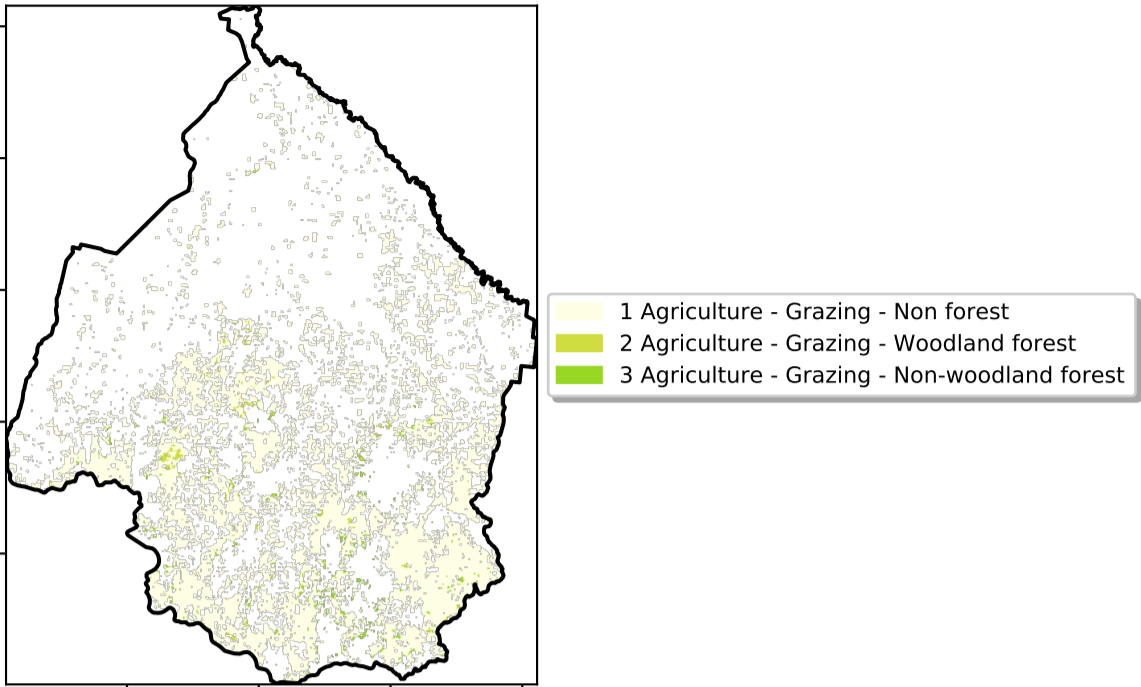 1 Agriculture - Grazing - Non forest
2 Agriculture - Grazing - Woodland forest
3 Agriculture - Grazing - Non-woodland forest